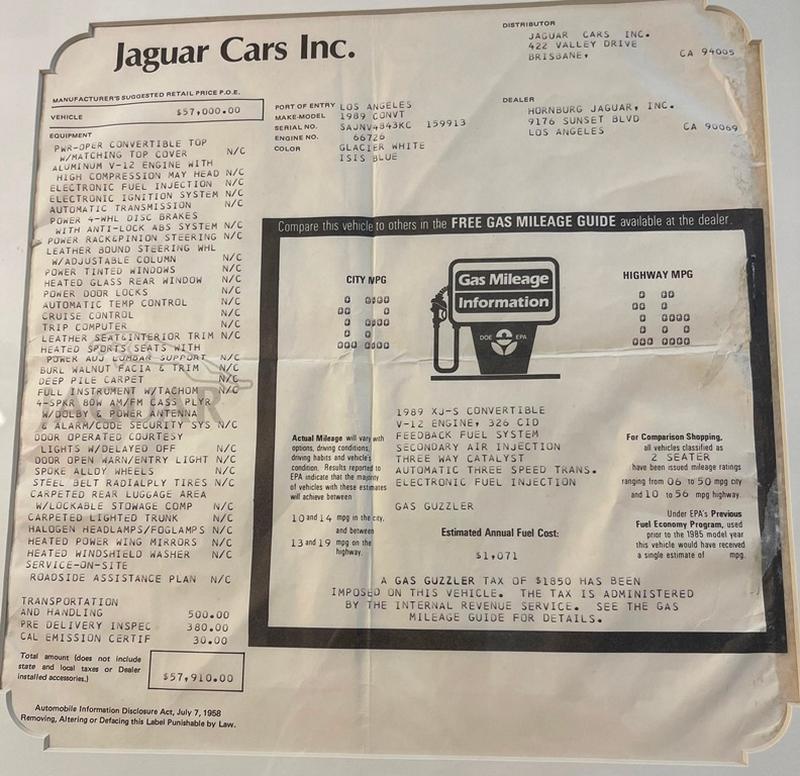 Jaguar Cars Inc.
DISTRIBUTOR
JAGUAR CARS INC.
422 VALLEY DRIVE
BRISBANE, CA 94005
MANUFACTURER'S SUGGESTED RETAIL PRICE P.O.E.
VEHICLE $57,000.00
PORT OF ENTRY LOS ANGELES
MAKE-MODEL 1989 CONVT
SERIAL NO. SAJNV4843KC 159913
ENGINE NO. 66726
COLOR GLACIER WHITE
ISIS BLUE
DEALER
HORNBURG JAGUAR, INC.
9176 SUNSET BLVD
LOS ANGELES CA 90069
EQUIPMENT
PWR-OPER CONVERTIBLE TOP
W/MATCHING TOP COVER N/C
ALUMINUM V-12 ENGINE WITH
HIGH COMPRESSION MAY HEAD N/C
ELECTRONIC FUEL INJECTION N/C
ELECTRONIC IGNITION SYSTEM N/C
AUTOMATIC TRANSMISSION N/C
POWER 4-WHL DISC BRAKES
WITH ANTI-LOCK ABS SYSTEM N/C
POWER RACK&PINION STEERING N/C
LEATHER BOUND STEERING WHL
W/ADJUSTABLE COLUMN N/C
POWER TINTED WINDOWS N/C
HEATED GLASS REAR WINDOW N/C
POWER DOOR LOCKS N/C
AUTOMATIC TEMP CONTROL N/C
CRUISE CONTROL N/C
TRIP COMPUTER N/C
LEATHER SEAT&INTERIOR TRIM N/C
HEATED SPORTS SEATS WITH
POWER ADJ LUMBAR SUPPORT N/C
BURL WALNUT FACIA & TRIM N/C
DEEP PILE CARPET N/C
FULL INSTRUMENT W/TACHOM N/C
4-SPKR 80W AM/FM CASS PLYR
W/DOLBY & POWER ANTENNA
& ALARM/CODE SECURITY SYS N/C
DOOR OPERATED COURTESY
LIGHTS W/DELAYED OFF N/C
DOOR OPEN WARN/ENTRY LIGHT N/C
SPOKE ALLOY WHEELS N/C
STEEL BELT RADIALPLY TIRES N/C
CARPETED REAR LUGGAGE AREA
W/LOCKABLE STOWAGE COMP N/C
CARPETED LIGHTED TRUNK N/C
HALOGEN HEADLAMPS/FOGLAMPS N/C
HEATED POWER WING MIRRORS N/C
HEATED WINDSHIELD WASHER N/C
SERVICE-ON-SITE
ROADSIDE ASSISTANCE PLAN N/C
TRANSPORTATION
AND HANDLING 500.00
PRE DELIVERY INSPEC 380.00
CAL EMISSION CERTIF 30.00
Total amount (does not include
state and local taxes or Dealer
installed accessories.)
$57,910.00
Automobile Information Disclosure Act, July 7, 1958
Removing, Altering or Defacing this Label Punishable by Law.
Compare this vehicle to others in the FREE GAS MILEAGE GUIDE available at the dealer.
CITY MPG
Gas Mileage
Information
DOE EPA
HIGHWAY MPG
1989 XJ-S CONVERTIBLE
V-12 ENGINE, 326 CID
FEEDBACK FUEL SYSTEM
SECONDARY AIR INJECTION
THREE WAY CATALYST
AUTOMATIC THREE SPEED TRANS.
ELECTRONIC FUEL INJECTION
GAS GUZZLER
Actual Mileage will vary with
options, driving conditions,
driving habits and vehicle's
condition. Results reported to
EPA indicate that the majority
of vehicles with these estimates
will achieve between
10 and 14 mpg in the city,
and between
13 and 19 mpg on the
highway.
Estimated Annual Fuel Cost:
$1,071
For Comparison Shopping,
all vehicles classified as
2 SEATER
have been issued mileage ratings
ranging from 06 to 50 mpg city
and 10 to 56 mpg highway.
Under EPA's Previous
Fuel Economy Program, used
prior to the 1985 model year
this vehicle would have received
a single estimate of mpg.
A GAS GUZZLER TAX OF $1850 HAS BEEN
IMPOSED ON THIS VEHICLE. THE TAX IS ADMINISTERED
BY THE INTERNAL REVENUE SERVICE. SEE THE GAS
MILEAGE GUIDE FOR DETAILS.